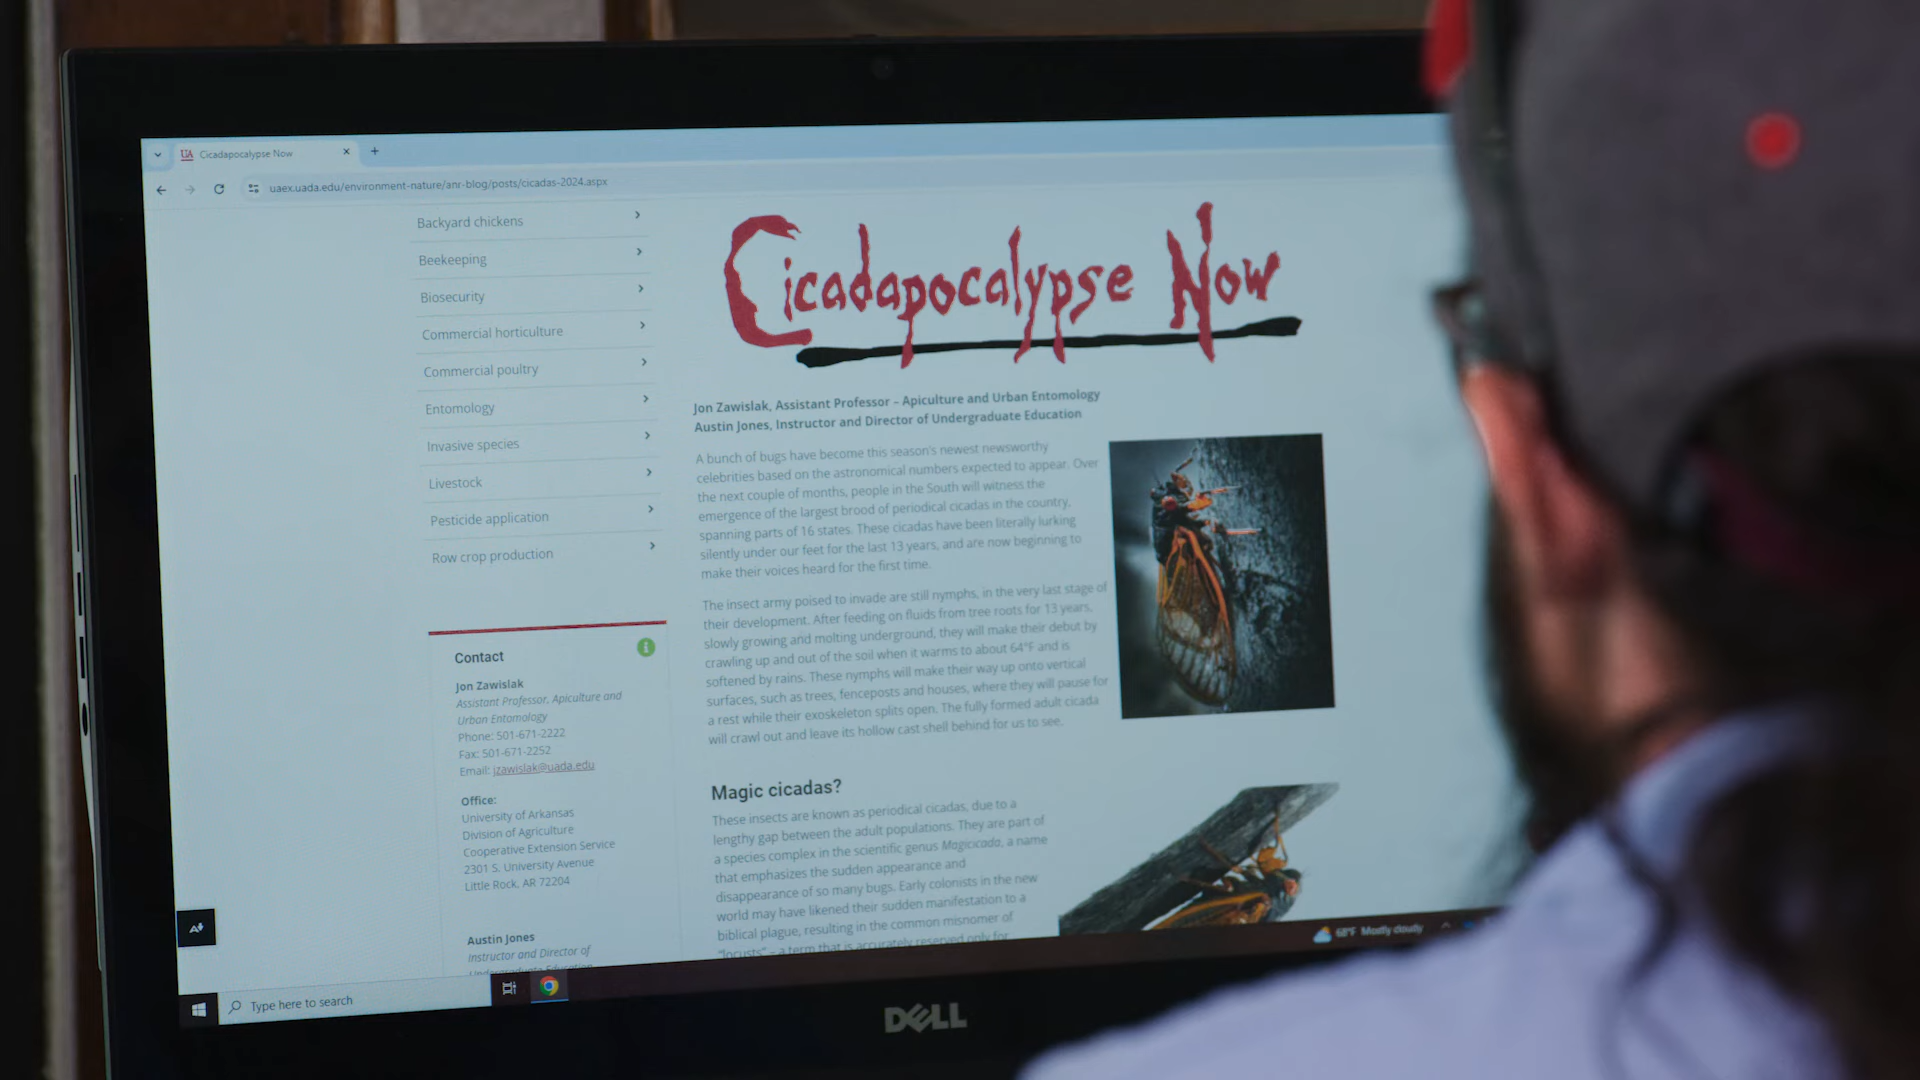 Cicadapocalypse Now
uaex.uada.edu/environment-nature/anr-blog/posts/cicadas-2024.aspx
Backyard chickens
Beekeeping
Biosecurity
Commercial horticulture
Commercial poultry
Entomology
Invasive species
Livestock
Pesticide application
Row crop production
Contact
Jon Zawislak
Assistant Professor, Apiculture and
Urban Entomology
Phone: 501-671-2222
Fax: 501-671-2252
Email: jzawislak@uada.edu
Office:
University of Arkansas
Division of Agriculture
Cooperative Extension Service
2301 S. University Avenue
Little Rock, AR 72204
Austin Jones
Instructor and Director of
Undergraduate Education
Cicadapocalypse Now
Jon Zawislak, Assistant Professor – Apiculture and Urban Entomology
Austin Jones, Instructor and Director of Undergraduate Education
A bunch of bugs have become this season's newest newsworthy
celebrities based on the astronomical numbers expected to appear. Over
the next couple of months, people in the South will witness the
emergence of the largest brood of periodical cicadas in the country,
spanning parts of 16 states. These cicadas have been literally lurking
silently under our feet for the last 13 years, and are now beginning to
make their voices heard for the first time.
The insect army poised to invade are still nymphs, in the very last stage of
their development. After feeding on fluids from tree roots for 13 years,
slowly growing and molting underground, they will make their debut by
crawling up and out of the soil when it warms to about 64°F and is
softened by rains. These nymphs will make their way up onto vertical
surfaces, such as trees, fenceposts and houses, where they will pause for
a rest while their exoskeleton splits open. The fully formed adult cicada
will crawl out and leave its hollow cast shell behind for us to see.
Magic cicadas?
These insects are known as periodical cicadas, due to a
lengthy gap between the adult populations. They are part of
a species complex in the scientific genus Magicicada, a name
that emphasizes the sudden appearance and
disappearance of so many bugs. Early colonists in the new
world may have likened their sudden manifestation to a
biblical plague, resulting in the common misnomer of
"locusts" – a term that is accurately reserved only for
68°F Mostly cloudy
Type here to search
DELL